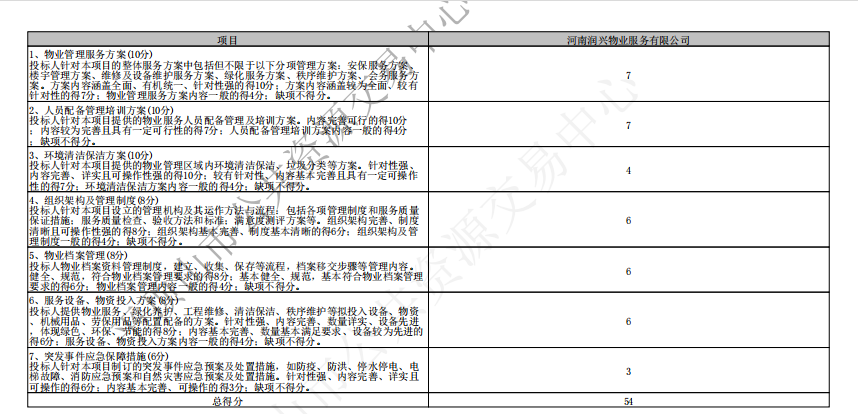 项目
河南润兴物业服务有限公司
1、物业管理服务方案(10分)
投标人针对本项目的整体服务方案中包括但不限于以下分项管理方案：安保服务方案、
楼宇管理方案、维修及设备维护服务方案、绿化服务方案、秩序维护方案、会务服务方
案。方案内容涵盖全面、有机统一、针对性强的得10分；方案内容涵盖较为全面、较有
针对性的得7分；物业管理服务方案内容一般的得4分；缺项不得分。
7
2、人员配备管理培训方案(10分)
投标人针对本项目提供的物业服务人员配备管理及培训方案。内容完善可行的得10分
；内容较为完善且具有一定可行性的得7分；人员配备管理培训方案内容一般的得4分
；缺项不得分。
7
3、环境清洁保洁方案(10分)
投标人针对本项目提供的物业管理区域内环境清洁保洁、垃圾分类等方案。针对性强、
内容完善、详实且可操作性强的得10分；较有针对性、内容基本完善且具有一定可操作
性的得7分；环境清洁保洁方案内容一般的得4分；缺项不得分。
4
4、组织架构及管理制度(8分)
投标人针对本项目设立的管理机构及其运作方法与流程；包括各项管理制度和服务质量
保证措施；服务质量检查、验收方法和标准；满意度测评方案等。组织架构完善、制度
清晰且可操作性强的得8分；组织架构基本完善、制度基本清晰的得6分；组织架构及管
理制度一般的得4分；缺项不得分。
6
5、物业档案管理(8分)
投标人物业档案资料管理制度，建立、收集、保存等流程，档案移交步骤等管理内容。
健全、规范，符合物业档案管理要求的得8分；基本健全、规范，基本符合物业档案管理
要求的得6分；物业档案管理内容一般的得4分；缺项不得分。
6
6、服务设备、物资投入方案(8分)
投标人提供物业服务、绿化养护、工程维修、清洁保洁、秩序维护等拟投入设备、物资
、机械用品、劳保用品等配置配备的方案。针对性强、内容完善、数量详实、设备先进
，体现绿色、环保、节能的得8分；内容基本完善、数量基本满足要求、设备较为先进的
得6分；服务设备、物资投入方案内容一般的得4分；缺项不得分。
6
7、突发事件应急保障措施(6分)
投标人针对本项目制订的突发事件应急预案及处置措施，如防疫、防洪、停水停电、电
梯故障、消防应急预案和自然灾害应急预案及处置措施。针对性强、内容完善、详实且
可操作的得6分；内容基本完善、可操作的得3分；缺项不得分。
3
总得分
54
市公共资源交易中心
公共资源交易中心